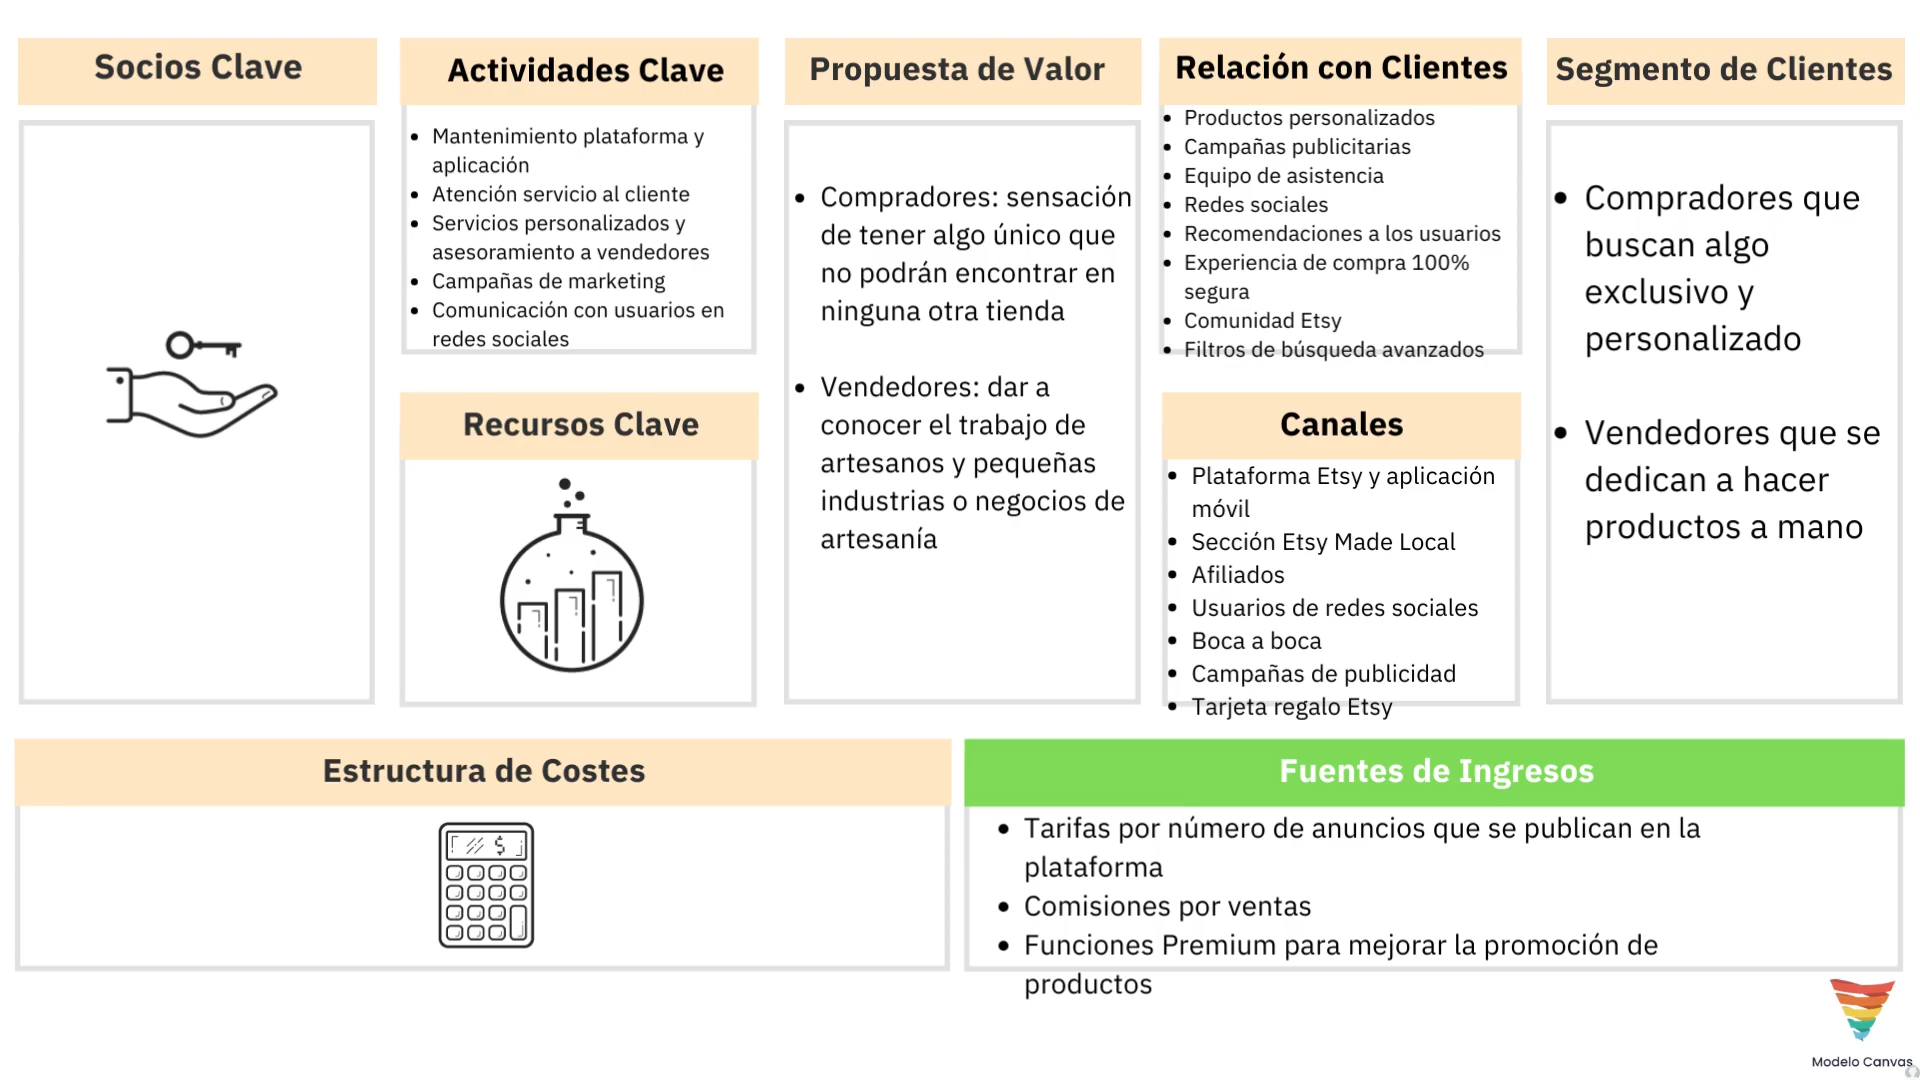 Socios Clave
Actividades Clave
Mantenimiento plataforma y
aplicación
Atención servicio al cliente
Servicios personalizados y
asesoramiento a vendedores
Campañas de marketing
Comunicación con usuarios en
redes sociales
Recursos Clave
Propuesta de Valor
Compradores: sensación
de tener algo único que
no podrán encontrar en
ninguna otra tienda
Vendedores: dar a
conocer el trabajo de
artesanos y pequeñas
industrias o negocios de
artesanía
Relación con Clientes
Productos personalizados
Campañas publicitarias
Equipo de asistencia
Redes sociales
Recomendaciones a los usuarios
Experiencia de compra 100%
segura
Comunidad Etsy
Filtros de búsqueda avanzados
Canales
Plataforma Etsy y aplicación
móvil
Sección Etsy Made Local
Afiliados
Usuarios de redes sociales
Boca a boca
Campañas de publicidad
Tarjeta regalo Etsy
Segmento de Clientes
Compradores que
buscan algo
exclusivo y
personalizado
Vendedores que se
dedican a hacer
productos a mano
Estructura de Costes
$
Fuentes de Ingresos
Tarifas por número de anuncios que se publican en la
plataforma
Comisiones por ventas
Funciones Premium para mejorar la promoción de
productos
Modelo Canvas